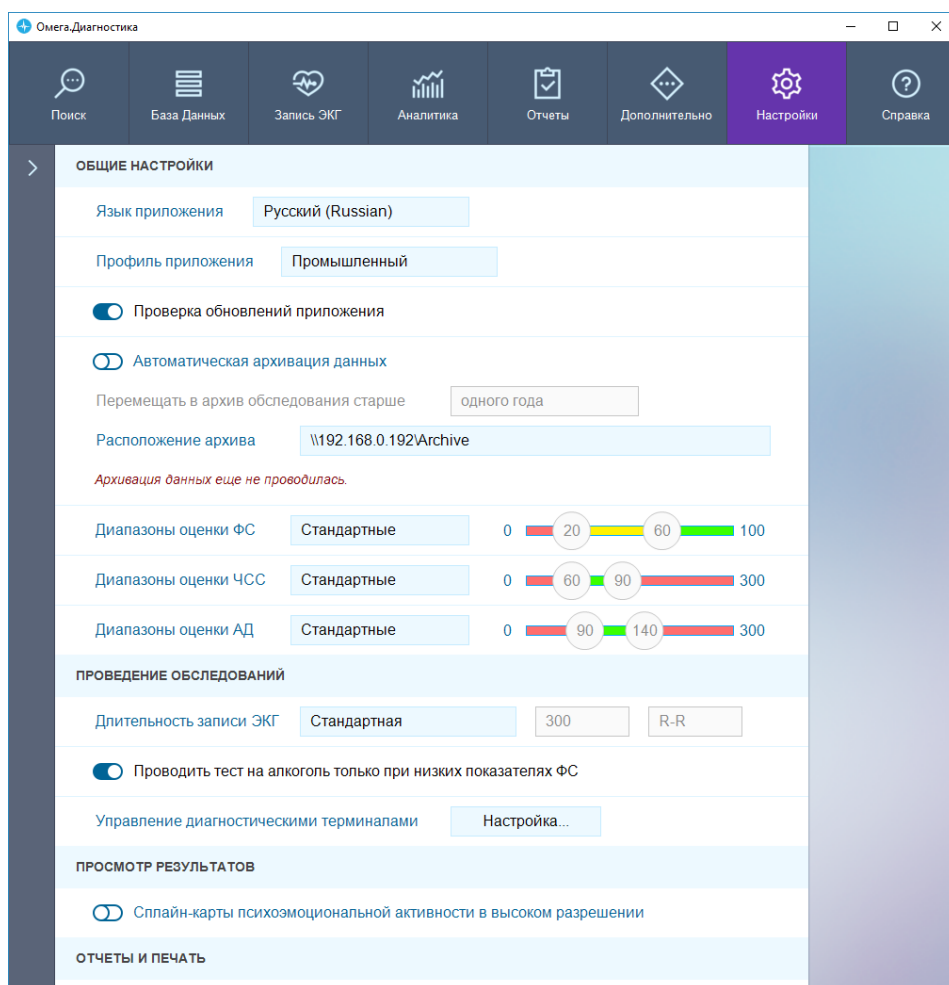 Омега.Диагностика
Поиск
База Данных
Запись ЭКГ
Аналитика
Отчеты
Дополнительно
Настройки
Справка
ОБЩИЕ НАСТРОЙКИ
Язык приложения Русский (Russian)
Профиль приложения Промышленный
Проверка обновлений приложения
Автоматическая архивация данных
Перемещать в архив обследования старше одного года
Расположение архива \\192.168.0.192\Archive
Архивация данных еще не проводилась.
Диапазоны оценки ФС Стандартные 0 20 60 100
Диапазоны оценки ЧСС Стандартные 0 60 90 300
Диапазоны оценки АД Стандартные 0 90 140 300
ПРОВЕДЕНИЕ ОБСЛЕДОВАНИЙ
Длительность записи ЭКГ Стандартная 300 R-R
Проводить тест на алкоголь только при низких показателях ФС
Управление диагностическими терминалами Настройка...
ПРОСМОТР РЕЗУЛЬТАТОВ
Сплайн-карты психоэмоциональной активности в высоком разрешении
ОТЧЕТЫ И ПЕЧАТЬ